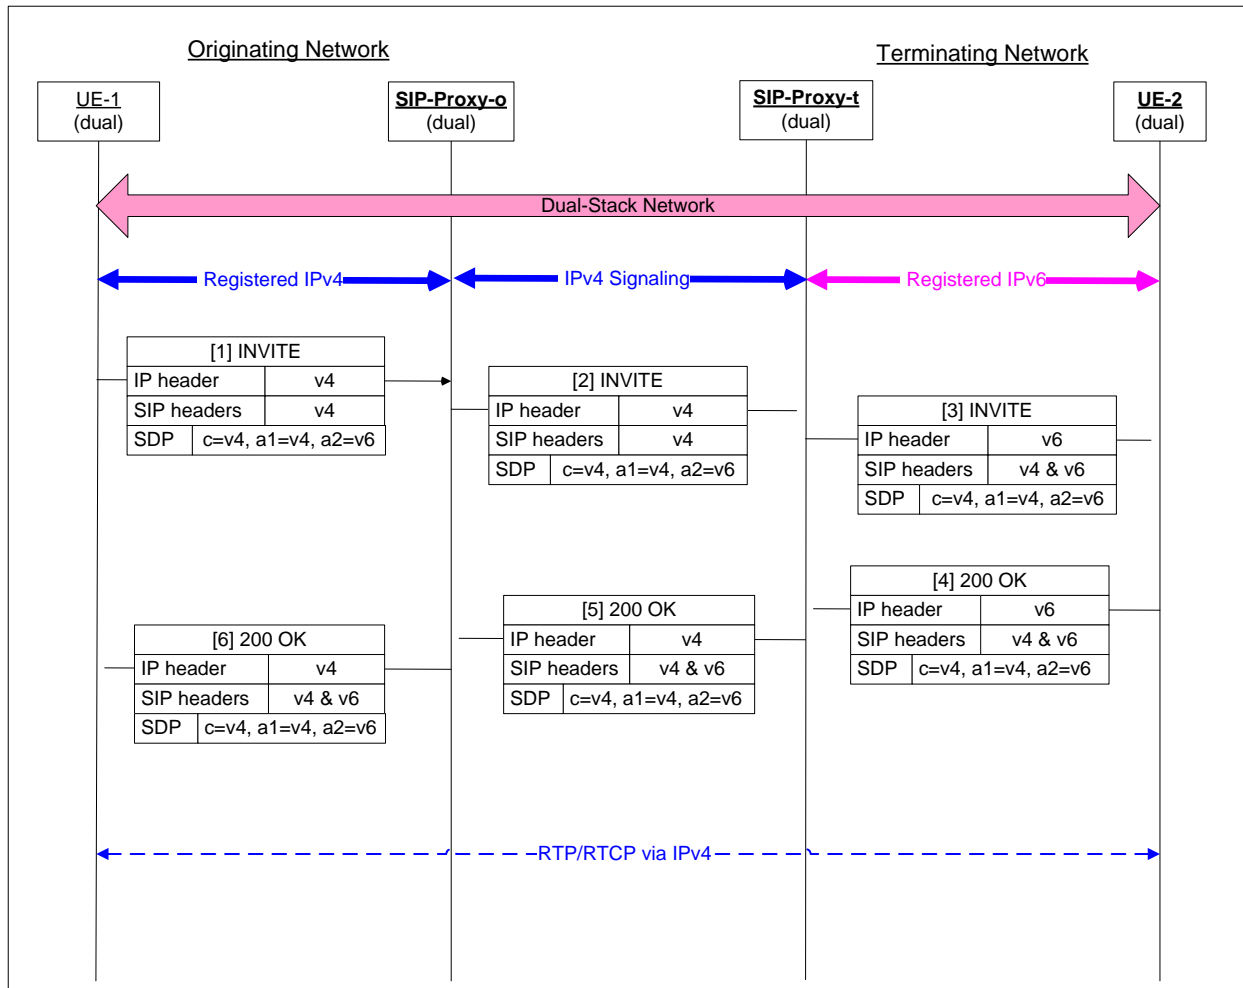 Originating Network
Terminating Network
UE-1
(dual)
SIP-Proxy-o
(dual)
SIP-Proxy-t
(dual)
UE-2
(dual)
Dual-Stack Network
Registered IPv4
IPv4 Signaling
Registered IPv6
[1] INVITE
IP header v4
SIP headers v4
SDP c=v4, a1=v4, a2=v6
[2] INVITE
IP header v4
SIP headers v4
SDP c=v4, a1=v4, a2=v6
[3] INVITE
IP header v6
SIP headers v4 & v6
SDP c=v4, a1=v4, a2=v6
[4] 200 OK
IP header v6
SIP headers v4 & v6
SDP c=v4, a1=v4, a2=v6
[5] 200 OK
IP header v4
SIP headers v4 & v6
SDP c=v4, a1=v4, a2=v6
[6] 200 OK
IP header v4
SIP headers v4 & v6
SDP c=v4, a1=v4, a2=v6
RTP/RTCP via IPv4